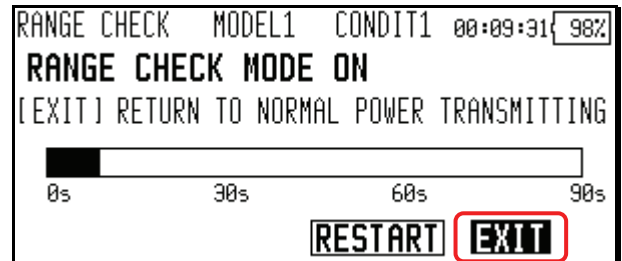 RANGE CHECK MODEL1 CONDIT1 00:09:31 98%
RANGE CHECK MODE ON
[EXIT] RETURN TO NORMAL POWER TRANSMITTING
0s 30s 60s 90s
RESTART EXIT